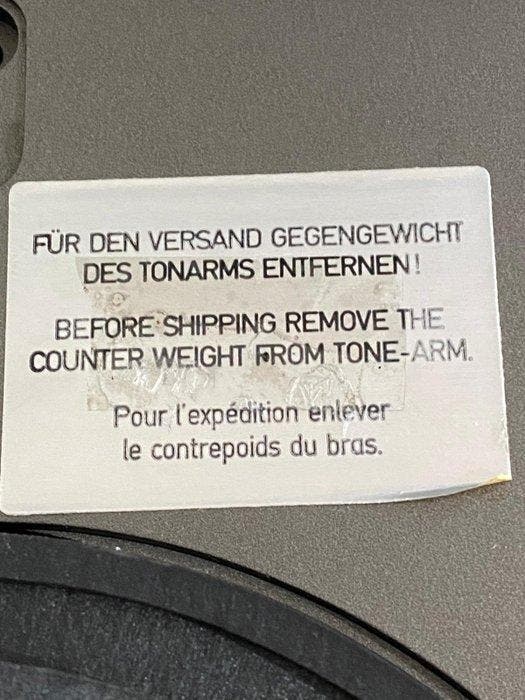 FÜR DEN VERSAND GEGENGEWICHT
DES TONARMS ENTFERNEN!
BEFORE SHIPPING REMOVE THE
COUNTER WEIGHT FROM TONE-ARM.
Pour l'expédition enlever
le contrepoids du bras.